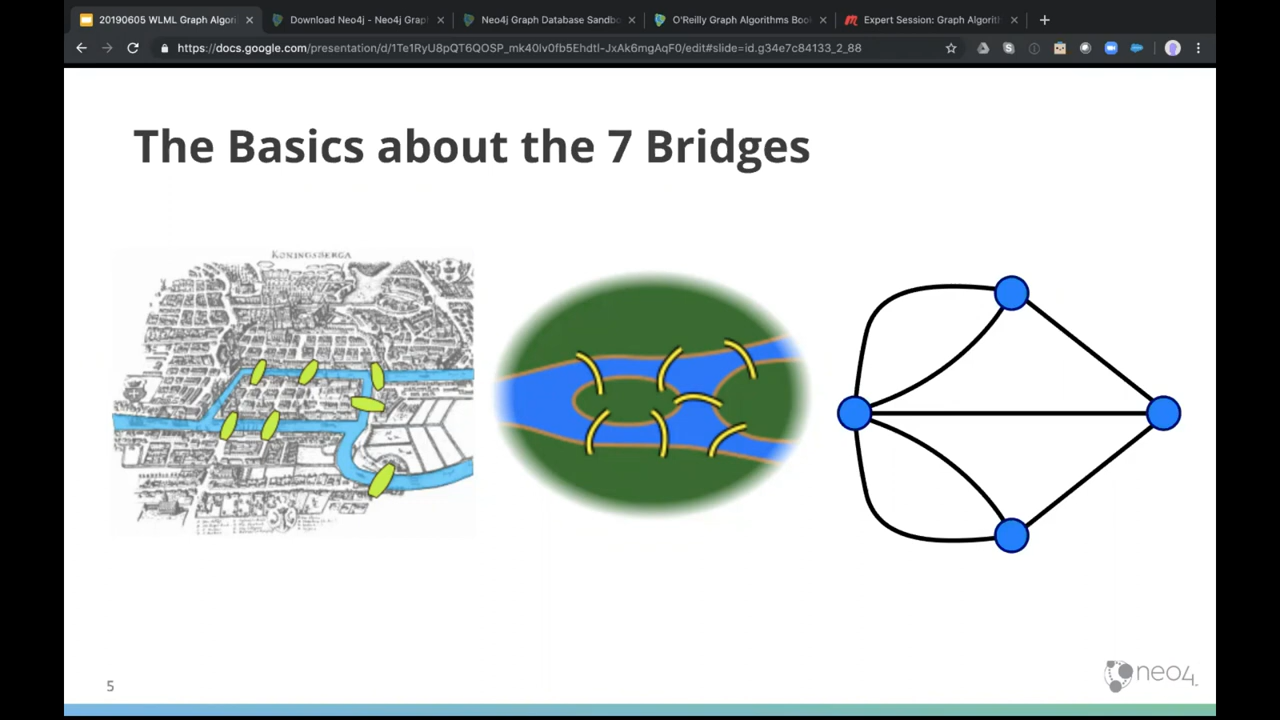 20190605 WLML Graph Algori
Download Neo4j - Neo4j Grap
Neo4j Graph Database Sandbo
O'Reilly Graph Algorithms Boo
Expert Session: Graph Algorith
https://docs.google.com/presentation/d/1Te1RyU8pQT6QOSP_mk40lv0fb5Ehdtl-JxAk6mgAqF0/edit#slide=id.g34e7c84133_2_88
The Basics about the 7 Bridges
KONINGSBERGA
5
neo4j